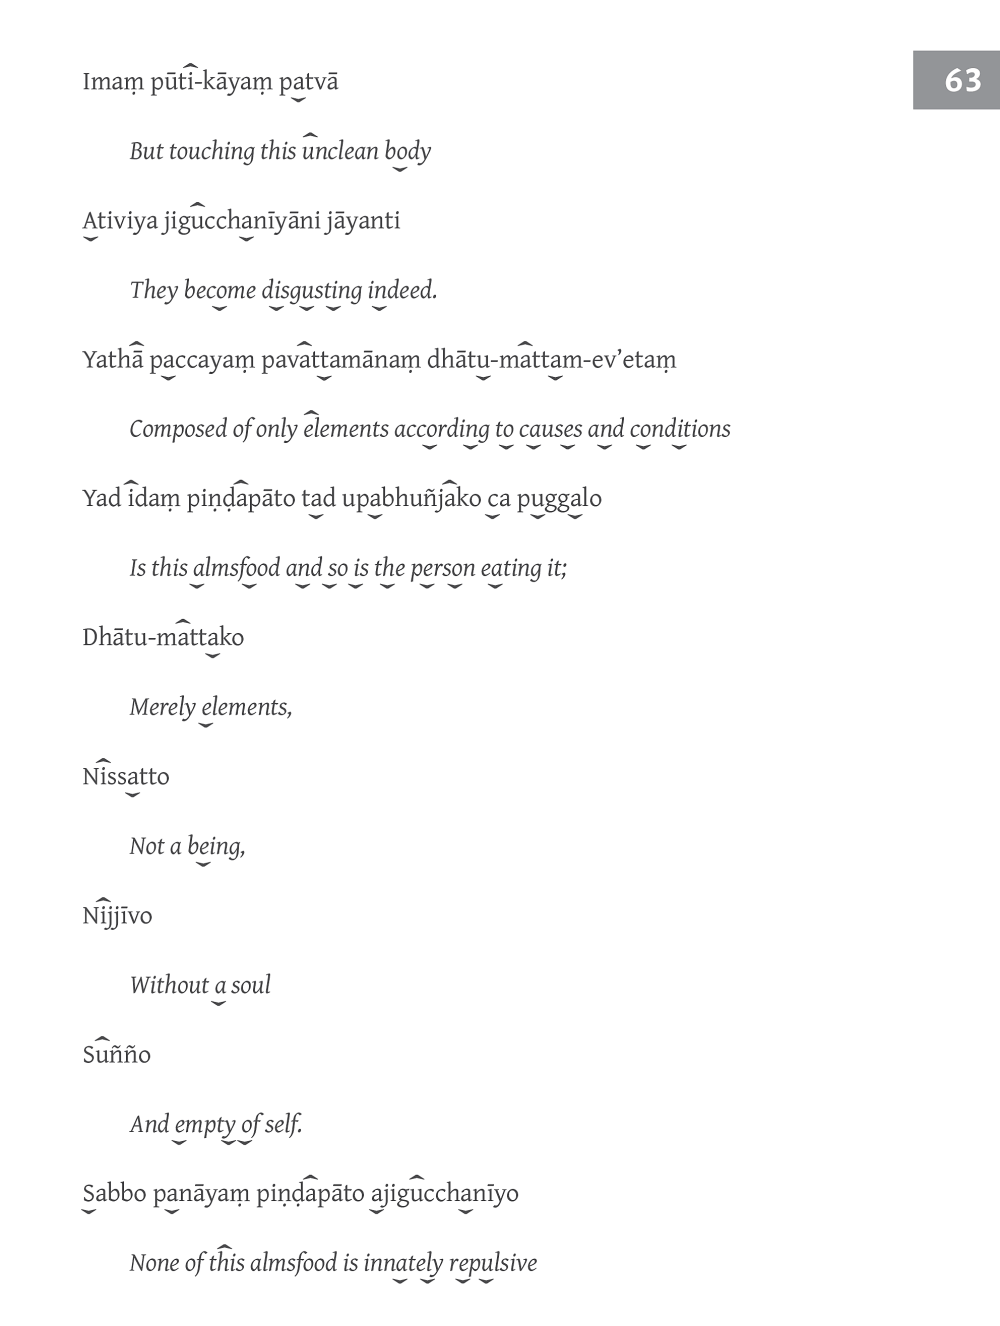 63
Imaṃ pūti-kāyaṃ patvā
But touching this unclean body
Ativiya jigucchanīyāni jāyanti
They become disgusting indeed.
Yathā paccayaṃ pavattamānaṃ dhātu-mattam-ev’etaṃ
Composed of only elements according to causes and conditions
Yad idaṃ piṇḍapāto tad upabhuñjako ca puggalo
Is this almsfood and so is the person eating it;
Dhātu-mattako
Merely elements,
Nissatto
Not a being,
Nijjīvo
Without a soul
Suñño
And empty of self.
Sabbo panāyaṃ piṇḍapāto ajigucchanīyo
None of this almsfood is innately repulsive